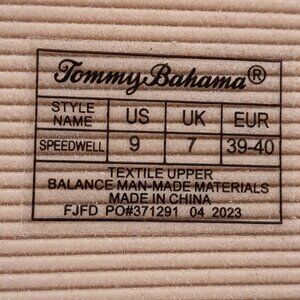 Tommy Bahama®
STYLE NAME US UK EUR
SPEEDWELL 9 7 39-40
TEXTILE UPPER
BALANCE MAN-MADE MATERIALS
MADE IN CHINA
FJFD PO#371291 04 2023